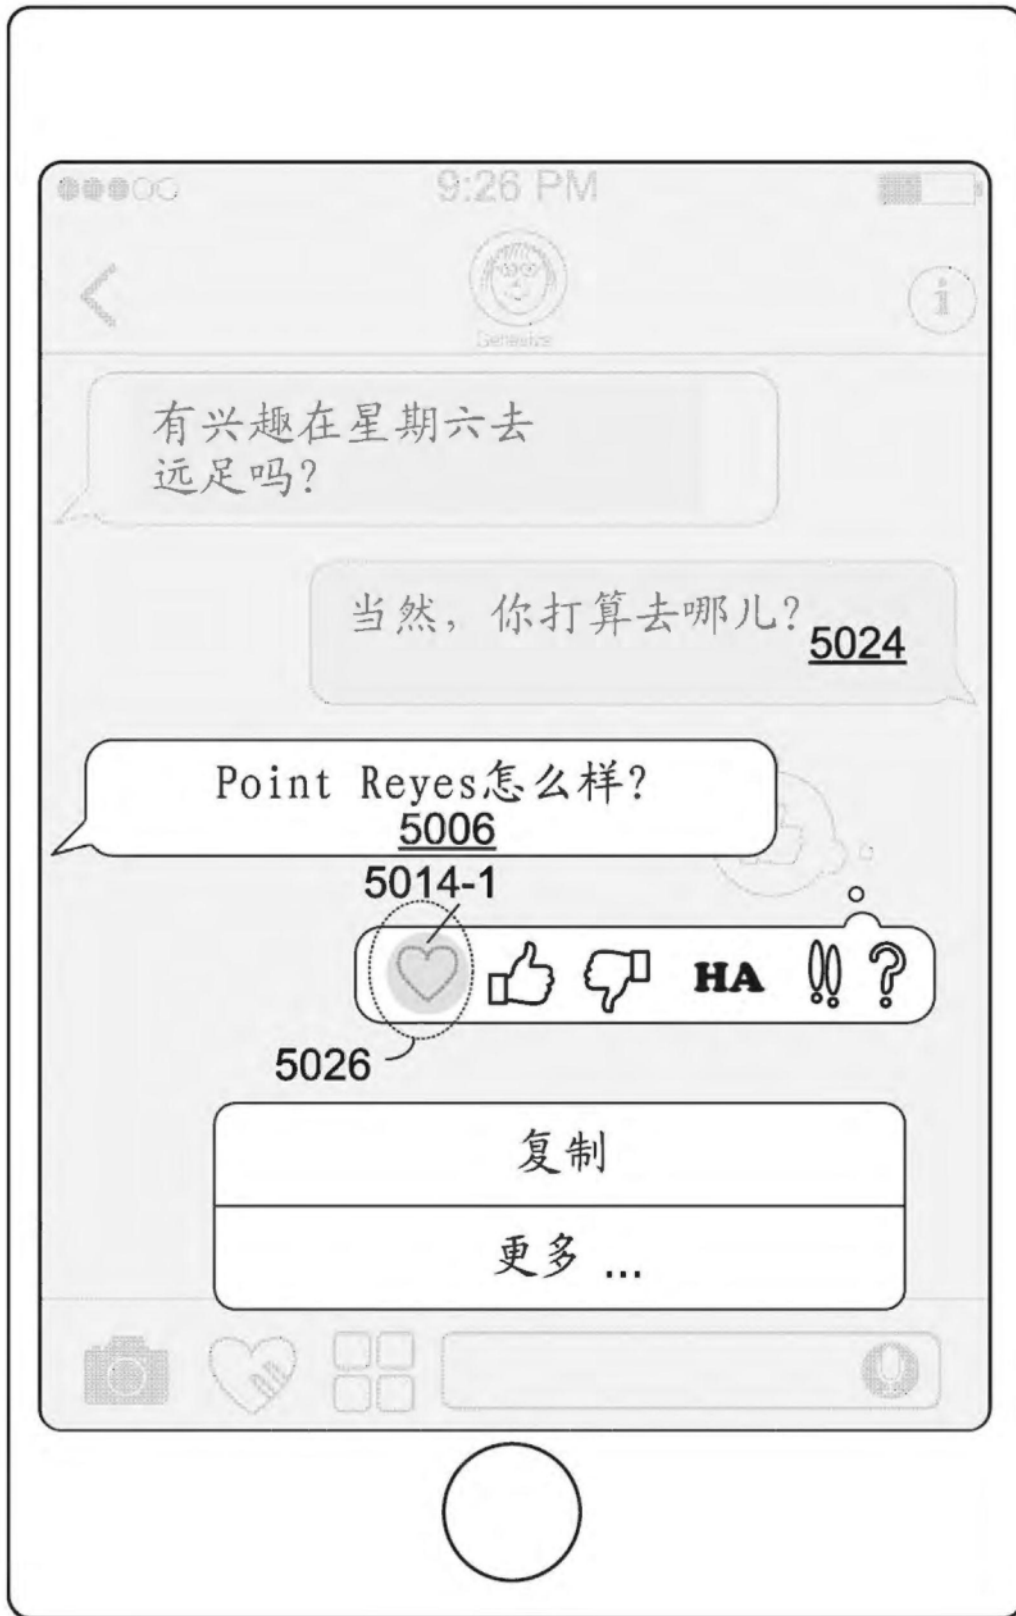 9:26 PM
i
有兴趣在星期六去
远足吗?
当然，你打算去哪儿?
5024
Point Reyes怎么样?
5006
5014-1
HA
!!
?
5026
复制
更多 ...